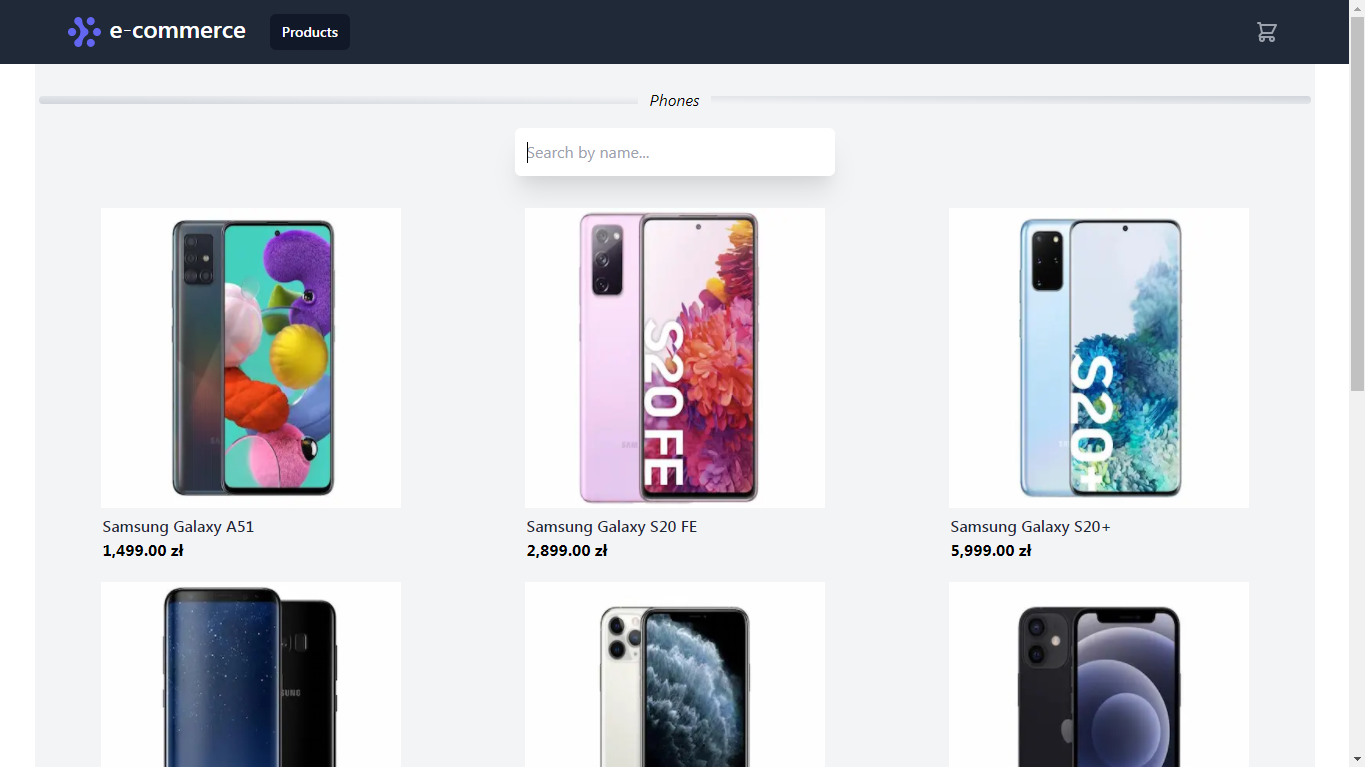 e-commerce
Products
Phones
Search by name...
S20 FE
S20+
Samsung Galaxy A51
1,499.00 zł
Samsung Galaxy S20 FE
2,899.00 zł
Samsung Galaxy S20+
5,999.00 zł